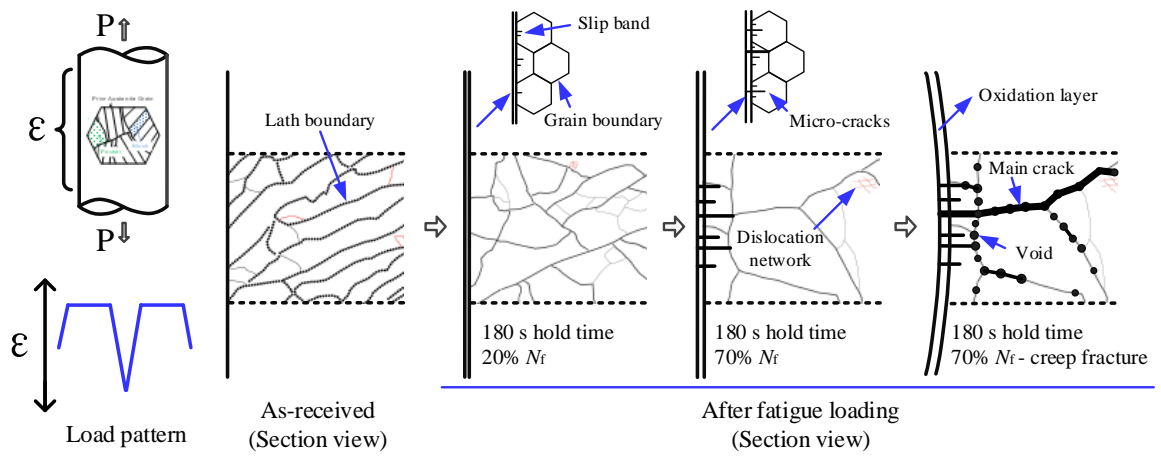 P
ε
Prior Austenite Grain
Packet
Block
P
ε
Load pattern
Lath boundary
As-received
(Section view)
Slip band
Grain boundary
180 s hold time
20% Nf
Micro-cracks
Dislocation
network
180 s hold time
70% Nf
Oxidation layer
Main crack
Void
180 s hold time
70% Nf - creep fracture
After fatigue loading
(Section view)